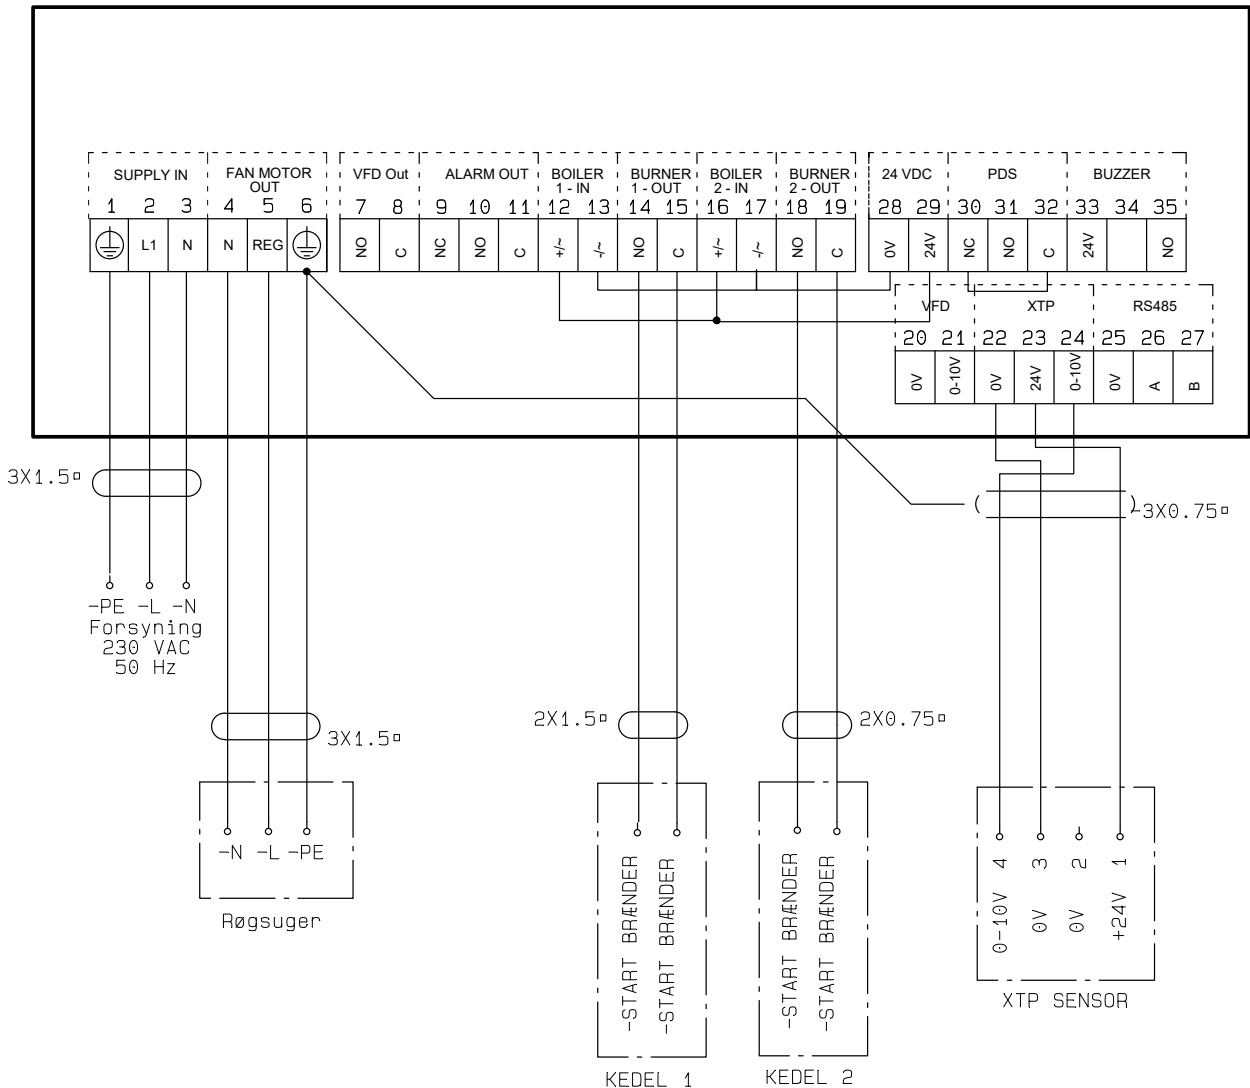 SUPPLY IN
FAN MOTOR
OUT
VFD Out
ALARM OUT
BOILER
1 - IN
BURNER
1 - OUT
BOILER
2 - IN
BURNER
2 - OUT
24 VDC
PDS
BUZZER
1 2 3 4 5 6 7 8 9 10 11 12 13 14 15 16 17 18 19 28 29 30 31 32 33 34 35
L1 N N REG NO C NC NO C +/~ -/~ NO C +/~ -/~ NO C 0V 24V NC NO C 24V NO
VFD
XTP
RS485
20 21 22 23 24 25 26 27
0V 0-10V 0V 24V 0-10V 0V A B
3X1.5▫
-3X0.75▫
-PE -L -N
Forsyning
230 VAC
50 Hz
3X1.5▫
2X1.5▫
2X0.75▫
-N -L -PE
Røgsuger
-START BRÆNDER
-START BRÆNDER
KEDEL 1
-START BRÆNDER
-START BRÆNDER
KEDEL 2
4 3 2 1
0-10V 0V 0V +24V
XTP SENSOR